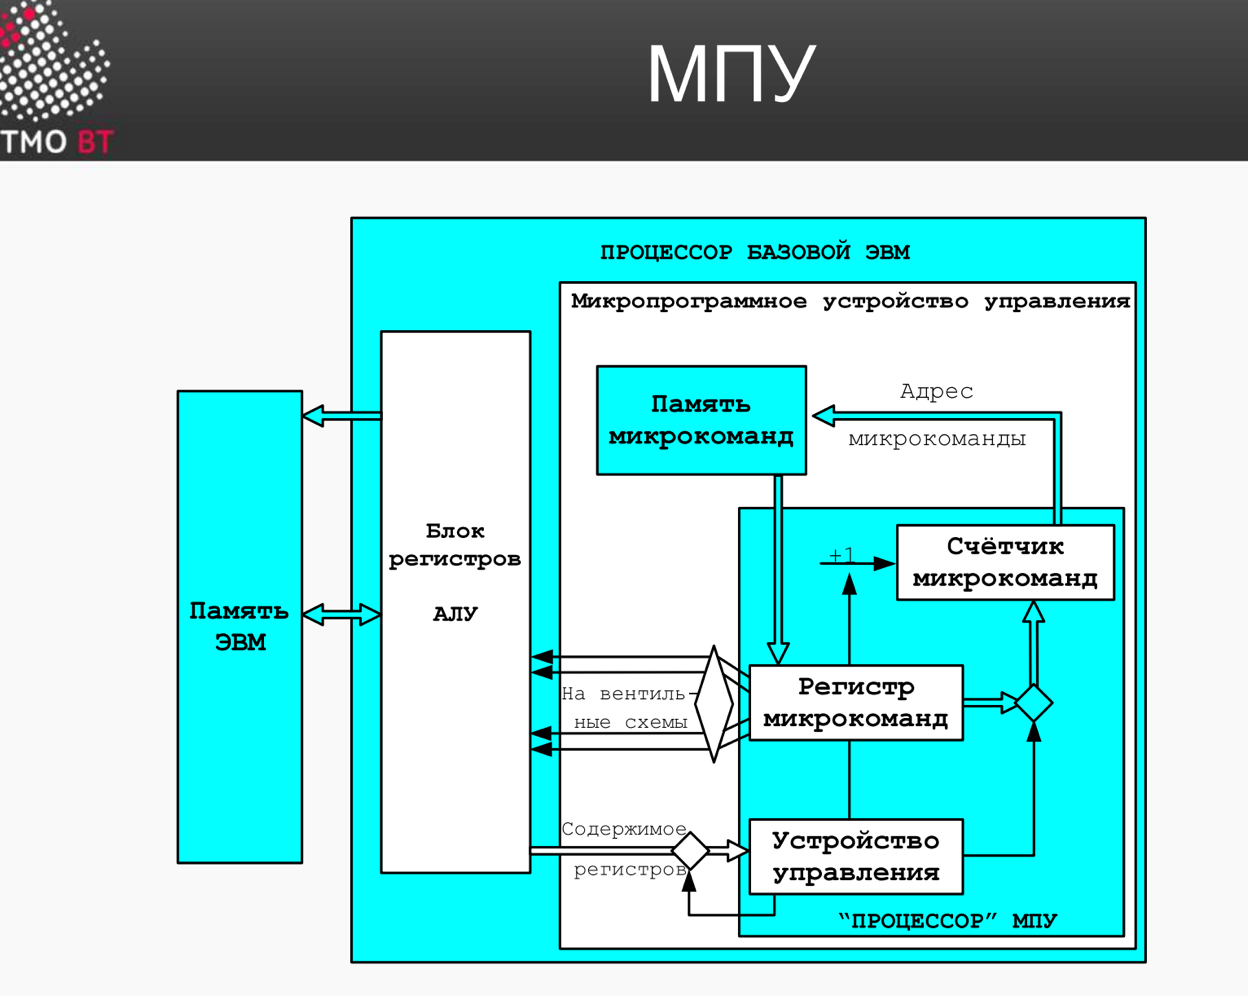 МПУ
ТМО ВТ
ПРОЦЕССОР БАЗОВОЙ ЭВМ
Микропрограммное устройство управления
Память
микрокоманд
Адрес
микрокоманды
Блок
регистров
АЛУ
+1
Счётчик
микрокоманд
Память
ЭВМ
На вентиль-
ные схемы
Регистр
микрокоманд
Содержимое
регистров
Устройство
управления
“ПРОЦЕССОР” МПУ